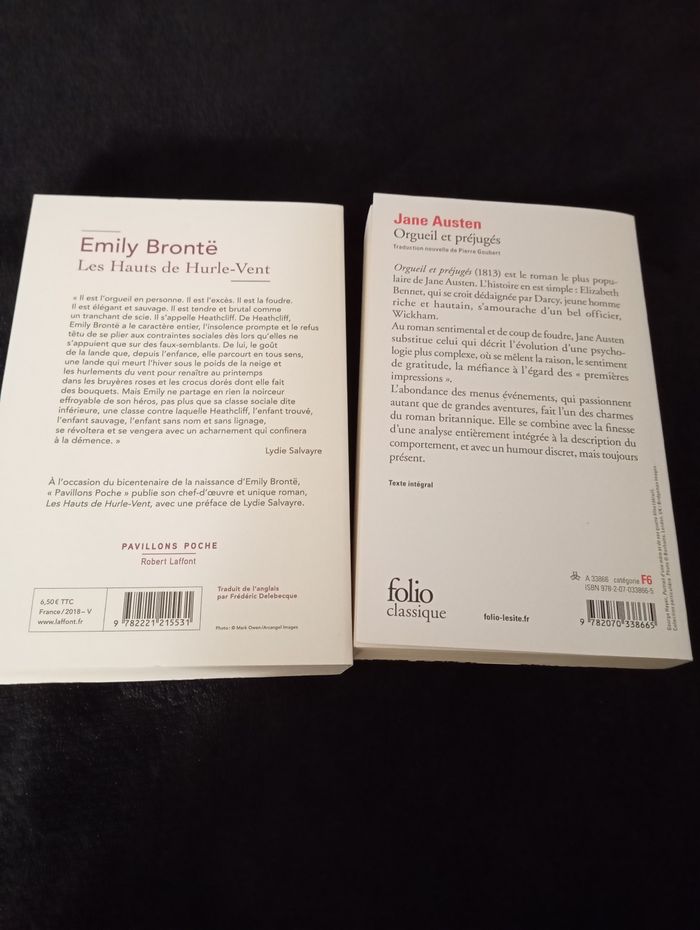 Emily Brontë
Les Hauts de Hurle-Vent
« Il est l'orgueil en personne. Il est l'excès. Il est la foudre.
Il est élégant et sauvage. Il est tendre et brutal comme
un tranchant de scie. Il s'appelle Heathcliff. De Heathcliff,
Emily Brontë a le caractère entier, l'insolence prompte et le refus
têtu de se plier aux contraintes sociales dès lors qu'elles ne
s'appuient que sur des faux-semblants. De lui, le goût
de la lande que, depuis l'enfance, elle parcourt en tous sens,
une lande qui meurt l'hiver sous le poids de la neige et
les hurlements du vent pour renaître au printemps
dans les bruyères roses et les crocus dorés dont elle fait
des bouquets. Mais Emily ne partage en rien la noirceur
effroyable de son héros, pas plus que sa classe sociale dite
inférieure, une classe contre laquelle Heathcliff, l'enfant trouvé,
l'enfant sauvage, l'enfant sans nom et sans lignage,
se révoltera et se vengera avec un acharnement qui confinera
à la démence. »
Lydie Salvayre
À l'occasion du bicentenaire de la naissance d'Emily Brontë,
« Pavillons Poche » publie son chef-d'œuvre et unique roman,
Les Hauts de Hurle-Vent, avec une préface de Lydie Salvayre.
PAVILLONS POCHE
Robert Laffont
6,50 € TTC
France/2018 – V
www.laffont.fr
9 782221 215531
Traduit de l'anglais
par Frédéric Delebecque
Photo : © Mark Owen/Arcangel Images
Jane Austen
Orgueil et préjugés
Traduction nouvelle de Pierre Goubert
Orgueil et préjugés (1813) est le roman le plus popu-
laire de Jane Austen. L'histoire en est simple : Elizabeth
Bennet, qui se croit dédaignée par Darcy, jeune homme
riche et hautain, s'amourache d'un bel officier,
Wickham.
Au roman sentimental et de coup de foudre, Jane Austen
substitue celui qui décrit l'évolution d'une psycho-
logie plus complexe, où se mêlent la raison, le sentiment
de gratitude, la méfiance à l'égard des « premières
impressions ».
L'abondance des menus événements, qui passionnent
autant que de grandes aventures, fait l'un des charmes
du roman britannique. Elle se combine avec la finesse
d'une analyse entièrement intégrée à la description du
comportement, et avec un humour discret, mais toujours
présent.
Texte intégral
folio
classique
folio-lesite.fr
A 33866 catégorie F6
ISBN 978-2-07-033866-5
9 782070 338665